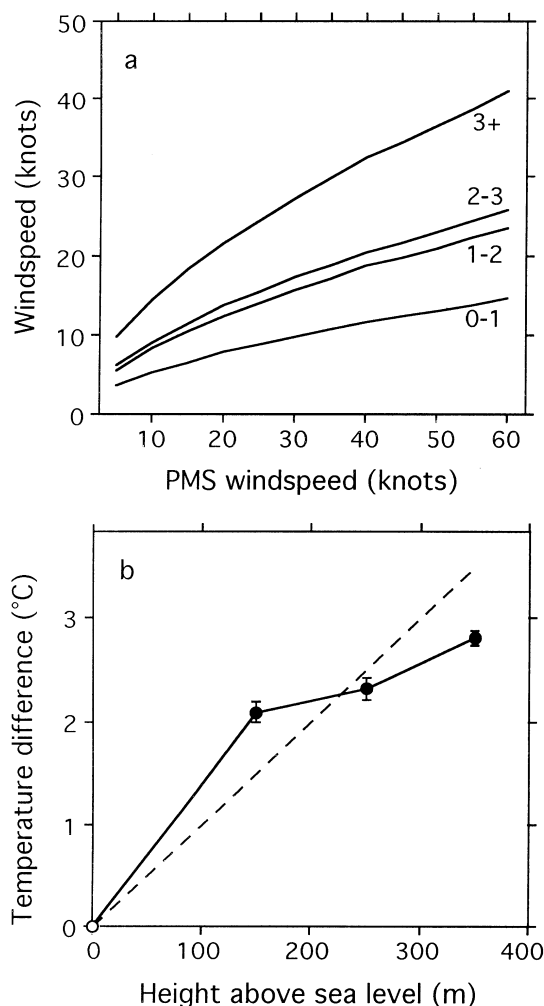 50
a
40
3+
30
2-3
20
1-2
10
0-1
0
10 20 30 40 50 60
Windspeed (knots)
PMS windspeed (knots)
b
3
2
1
0
0 100 200 300 400
Temperature difference (°C)
Height above sea level (m)